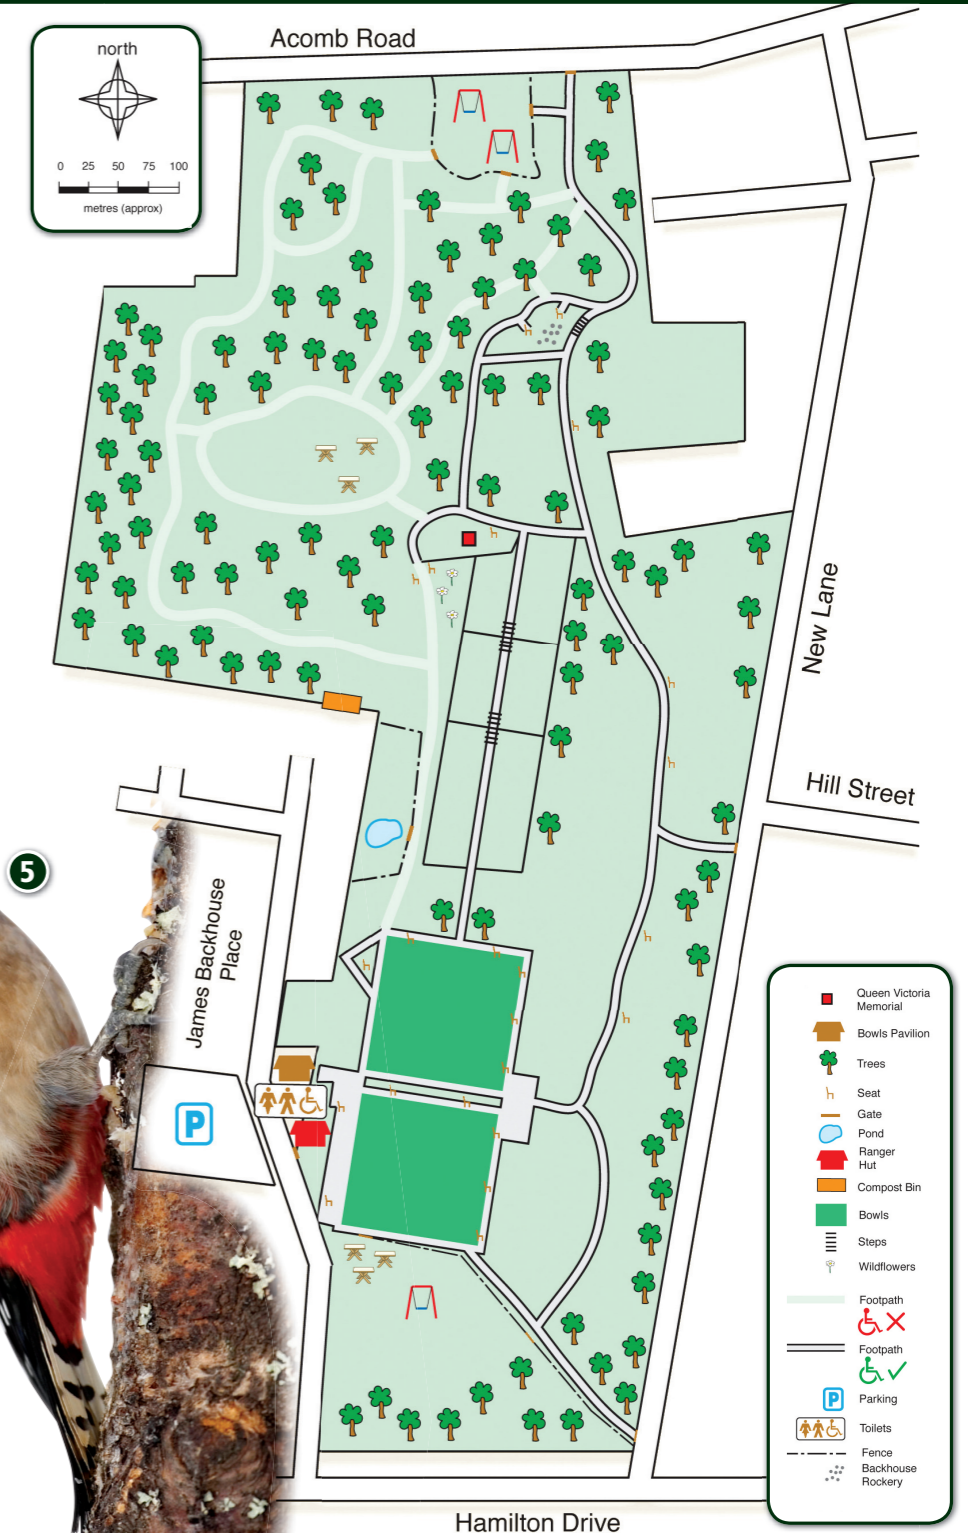 north
0 25 50 75 100
metres (approx)
Acomb Road
New Lane
Hill Street
5
James Backhouse
Place
P
Hamilton Drive
Queen Victoria
Memorial
Bowls Pavilion
Trees
Seat
Gate
Pond
Ranger
Hut
Compost Bin
Bowls
Steps
Wildflowers
Footpath
Footpath
P Parking
Toilets
Fence
Backhouse
Rockery